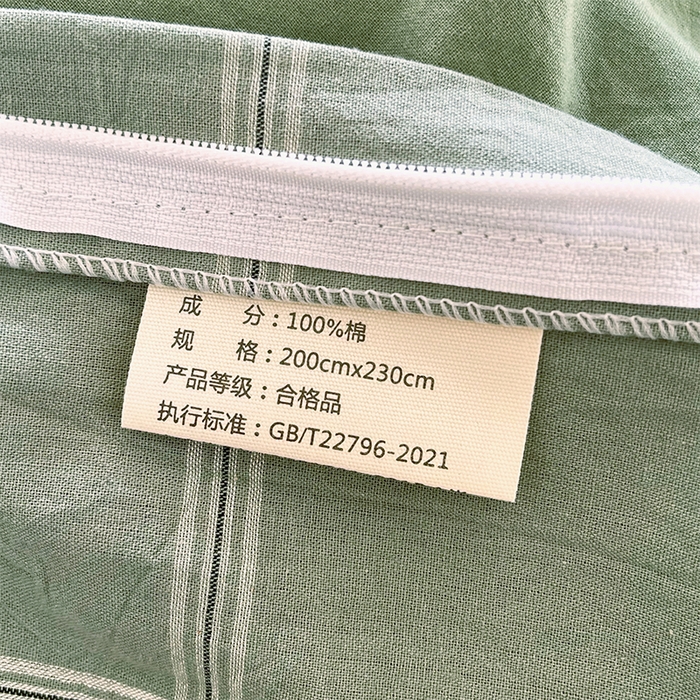 成 分：100%棉
规 格：200cmx230cm
产品等级：合格品
执行标准：GB/T22796-2021